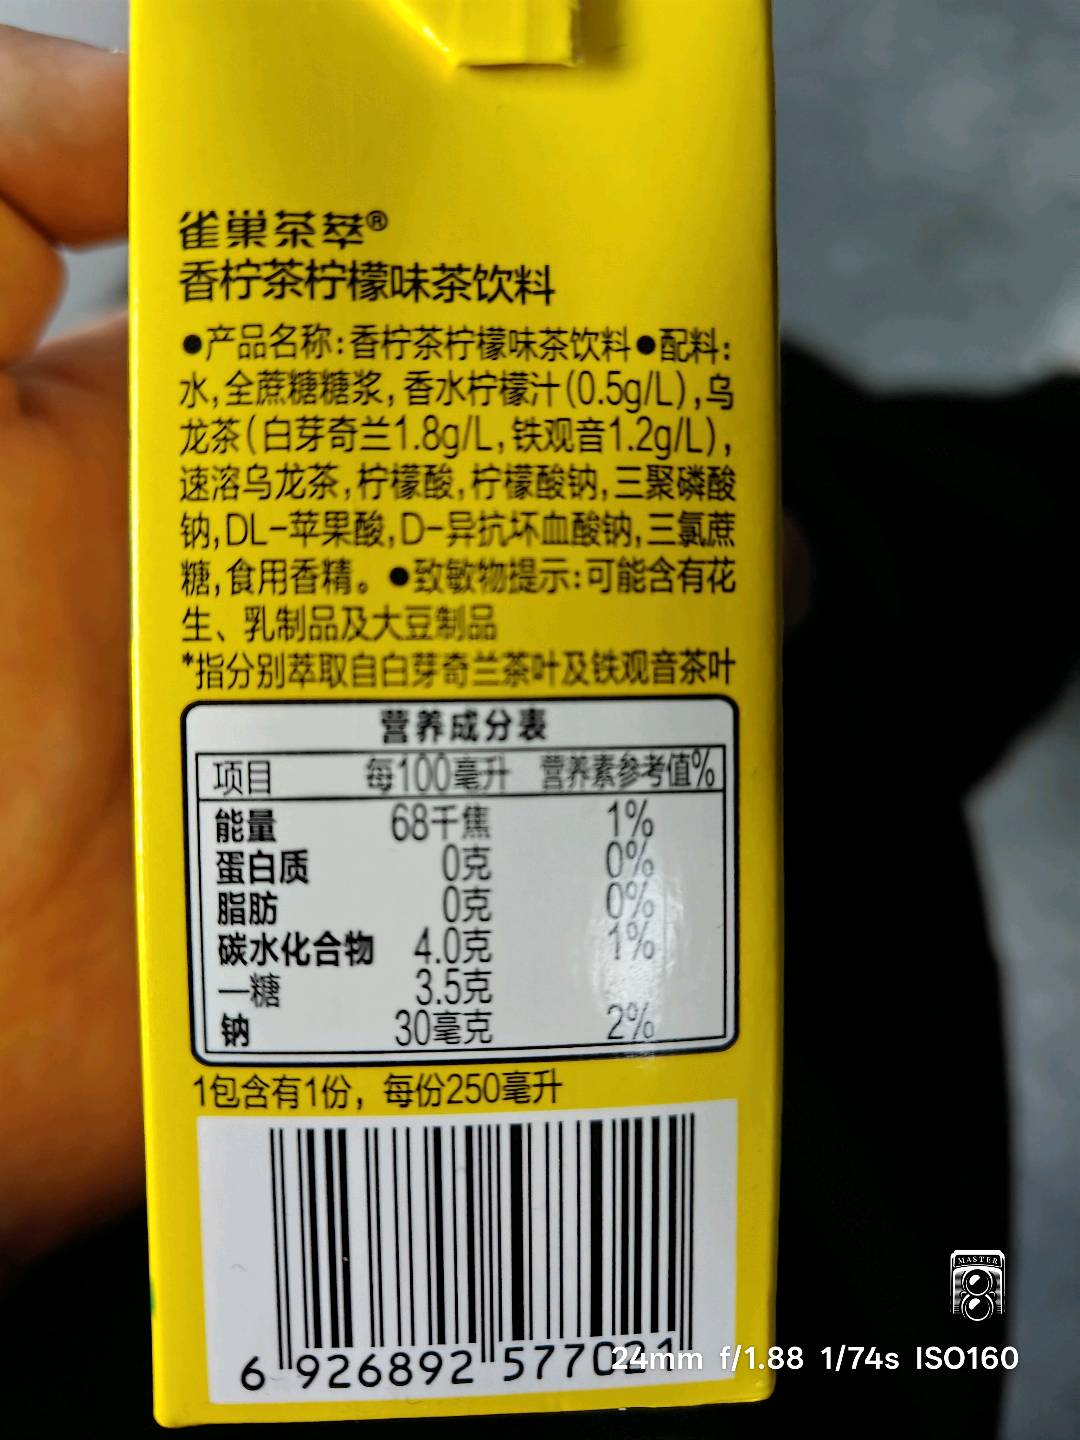 雀巢茶萃®
香柠茶柠檬味茶饮料
●产品名称:香柠茶柠檬味茶饮料●配料:
水,全蔗糖糖浆,香水柠檬汁(0.5g/L),乌
龙茶(白芽奇兰1.8g/L,铁观音1.2g/L),
速溶乌龙茶,柠檬酸,柠檬酸钠,三聚磷酸
钠,DL-苹果酸,D-异抗坏血酸钠,三氯蔗
糖,食用香精。●致敏物提示:可能含有花
生、乳制品及大豆制品
*指分别萃取自白芽奇兰茶叶及铁观音茶叶
营养成分表
项目 每100毫升 营养素参考值%
能量 68千焦 1%
蛋白质 0克 0%
脂肪 0克 0%
碳水化合物 4.0克 1%
—糖 3.5克
钠 30毫克 2%
1包含有1份，每份250毫升
6 926892 577021
MASTER
24mm f/1.88 1/74s ISO160